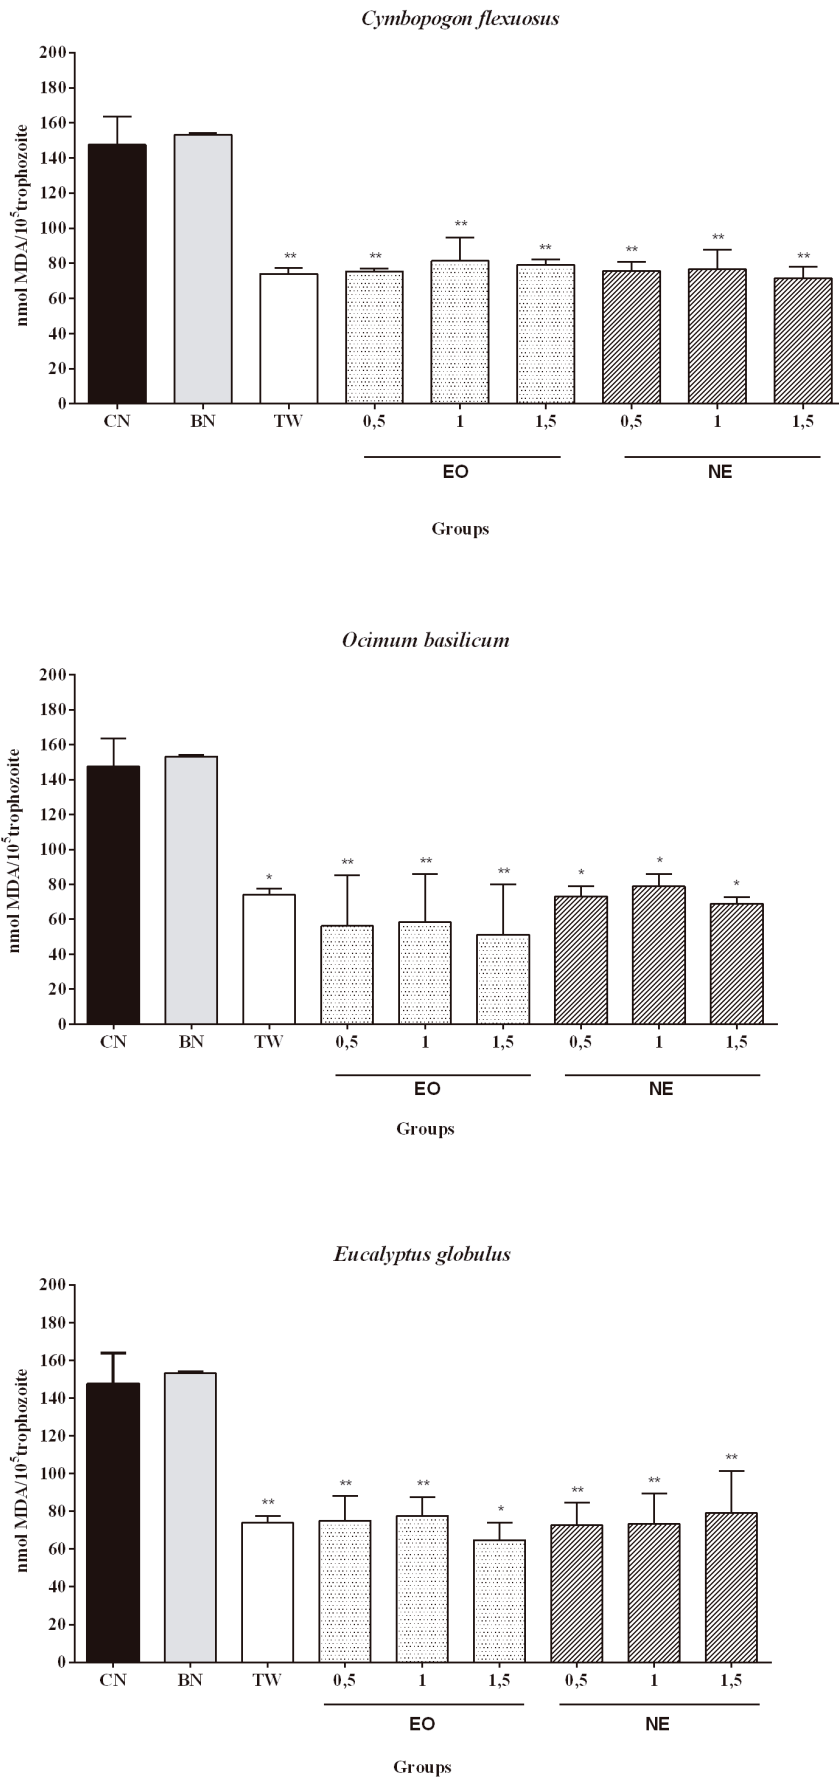 Cymbopogon flexuosus
nmol MDA/10⁵trophozoite
200
180
160
140
120
100
80
60
40
20
0
** ** ** ** ** ** **
CN BN TW 0,5 1 1,5 0,5 1 1,5
EO NE
Groups
Ocimum basilicum
nmol MDA/10⁵trophozoite
200
180
160
140
120
100
80
60
40
20
0
* ** ** ** * * *
CN BN TW 0,5 1 1,5 0,5 1 1,5
EO NE
Groups
Eucalyptus globulus
nmol MDA/10⁵trophozoite
200
180
160
140
120
100
80
60
40
20
0
** ** ** * ** ** **
CN BN TW 0,5 1 1,5 0,5 1 1,5
EO NE
Groups